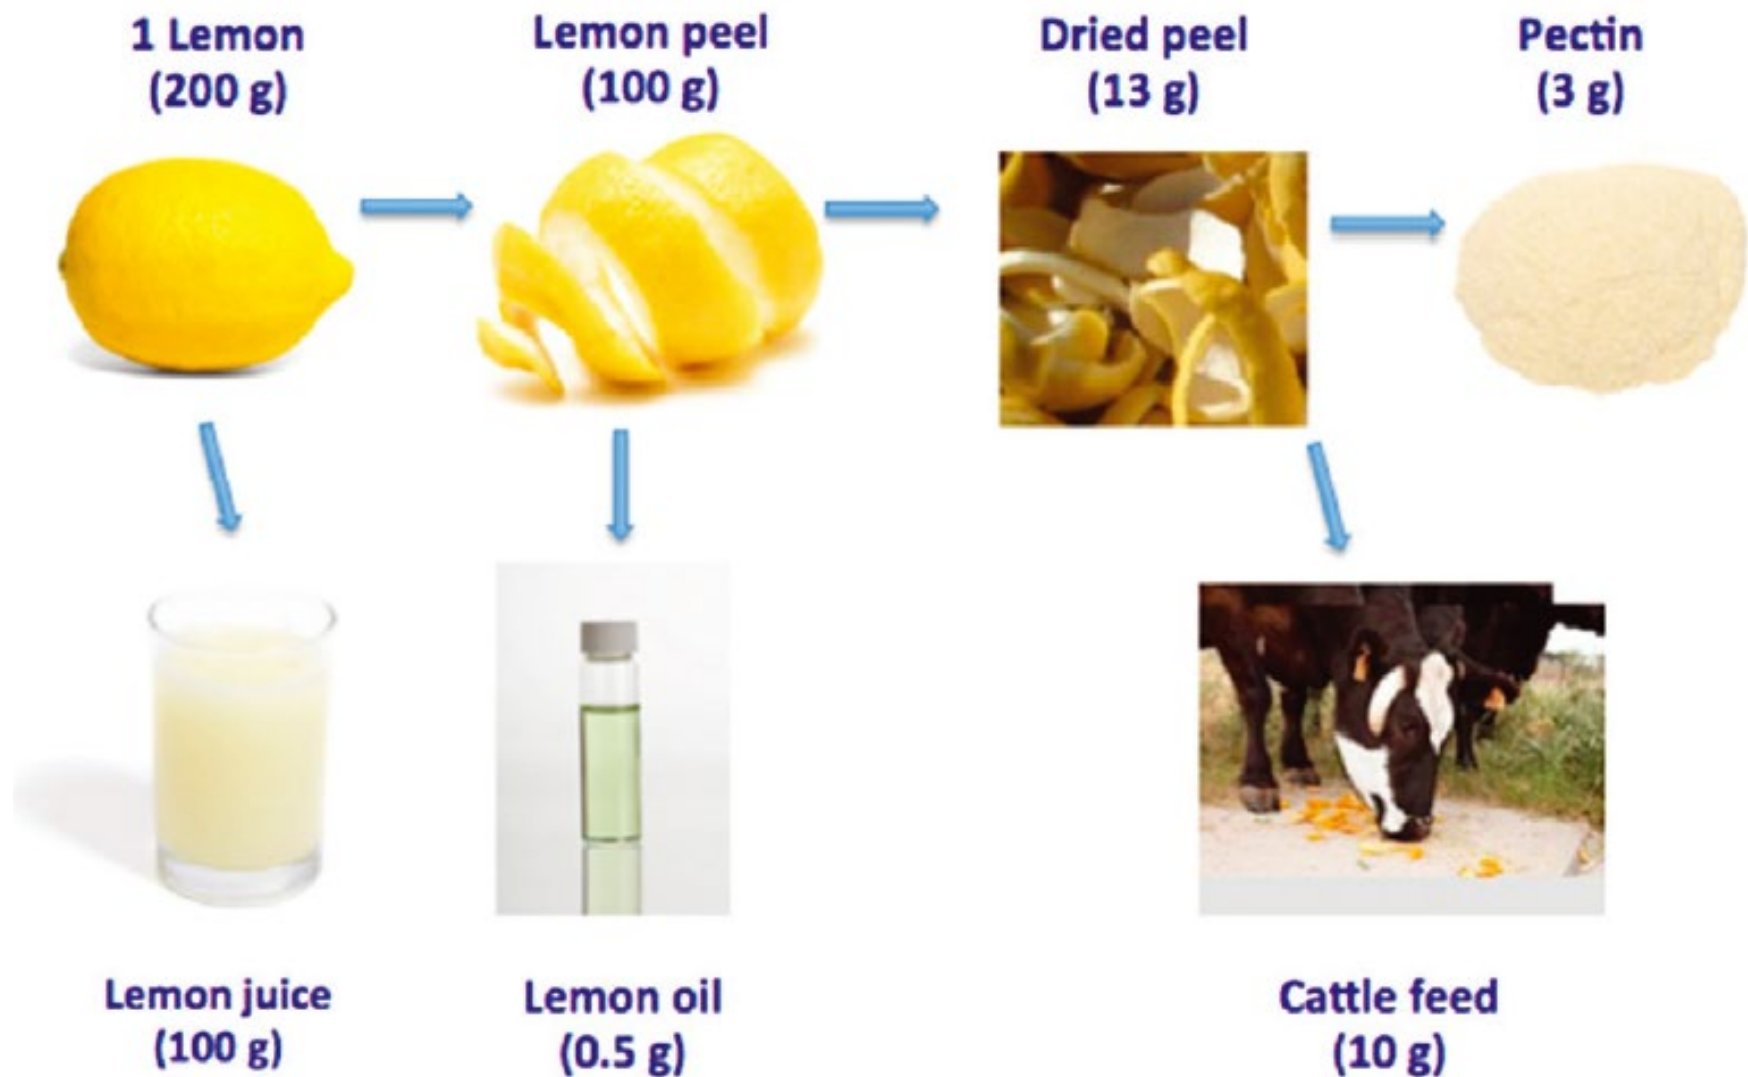 1 Lemon
(200 g)
Lemon peel
(100 g)
Dried peel
(13 g)
Pectin
(3 g)
Lemon juice
(100 g)
Lemon oil
(0.5 g)
Cattle feed
(10 g)